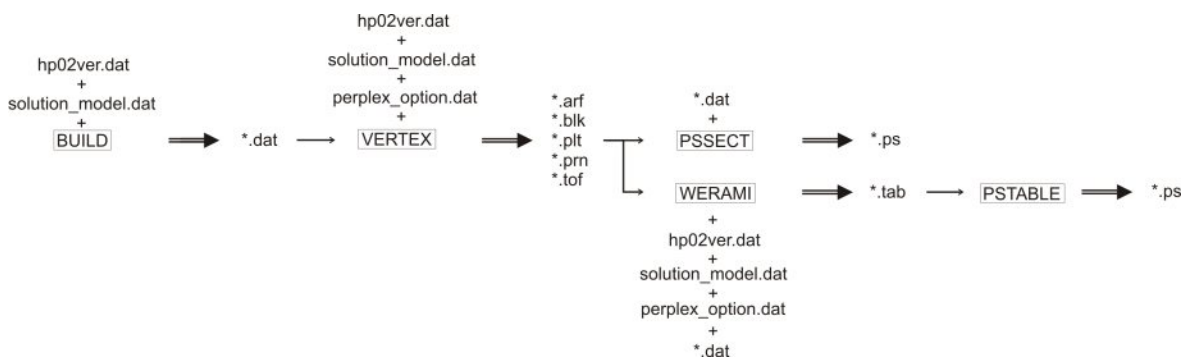 hp02ver.dat
+
solution_model.dat
+
BUILD
*.dat
hp02ver.dat
+
solution_model.dat
+
perplex_option.dat
+
VERTEX
*.arf
*.blk
*.plt
*.prn
*.tof
*.dat
+
PSSECT
*.ps
WERAMI
+
hp02ver.dat
+
solution_model.dat
+
perplex_option.dat
+
*.dat
*.tab
PSTABLE
*.ps